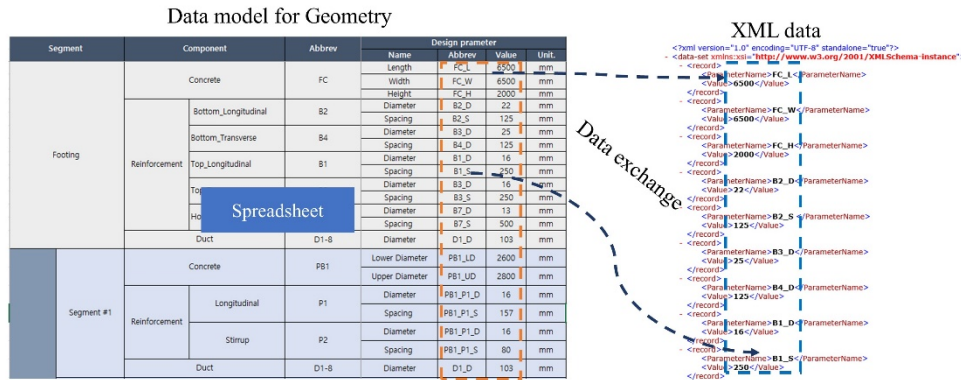 Data model for Geometry
XML data
Segment Component Abbrev Design prameter
Name Abbrev Value Unit.
Footing Concrete FC Length FC_L 6500 mm
Width FC_W 6500 mm
Height FC_H 2000 mm
Reinforcement Bottom_Longitudinal B2 Diameter B2_D 22 mm
Spacing B2_S 125 mm
Bottom_Transverse B4 Diameter B3_D 25 mm
Spacing B4_D 125 mm
Top_Longitudinal B1 Diameter B1_D 16 mm
Spacing B1_S 250 mm
Diameter B3_D 16 mm
Spacing B3_S 250 mm
Diameter B7_D 13 mm
Spacing B7_S 500 mm
Spreadsheet
Duct D1-8 Diameter D1_D 103 mm
Segment #1 Concrete PB1 Lower Diameter PB1_LD 2600 mm
Upper Diameter PB1_UD 2800 mm
Reinforcement Longitudinal P1 Diameter PB1_P1_D 16 mm
Spacing PB1_P1_S 157 mm
Stirrup P2 Diameter PB1_P1_D 16 mm
Spacing PB1_P1_S 80 mm
Duct D1-8 Diameter D1_D 103 mm
Data exchange
<?xml version="1.0" encoding="UTF-8" standalone="true"?>
- <data-set xmlns:xsi="http://www.w3.org/2001/XMLSchema-instance">
- <record>
<ParameterName>FC_L</ParameterName>
<Value>6500</Value>
</record>
- <record>
<ParameterName>FC_W</ParameterName>
<Value>6500</Value>
</record>
- <record>
<ParameterName>FC_H</ParameterName>
<Value>2000</Value>
</record>
- <record>
<ParameterName>B2_D</ParameterName>
<Value>22</Value>
</record>
- <record>
<ParameterName>B2_S</ParameterName>
<Value>125</Value>
</record>
- <record>
<ParameterName>B3_D</ParameterName>
<Value>25</Value>
</record>
- <record>
<ParameterName>B4_D</ParameterName>
<Value>125</Value>
</record>
- <record>
<ParameterName>B1_D</ParameterName>
<Value>16</Value>
</record>
- <record>
<ParameterName>B1_S</ParameterName>
<Value>250</Value>
</record>